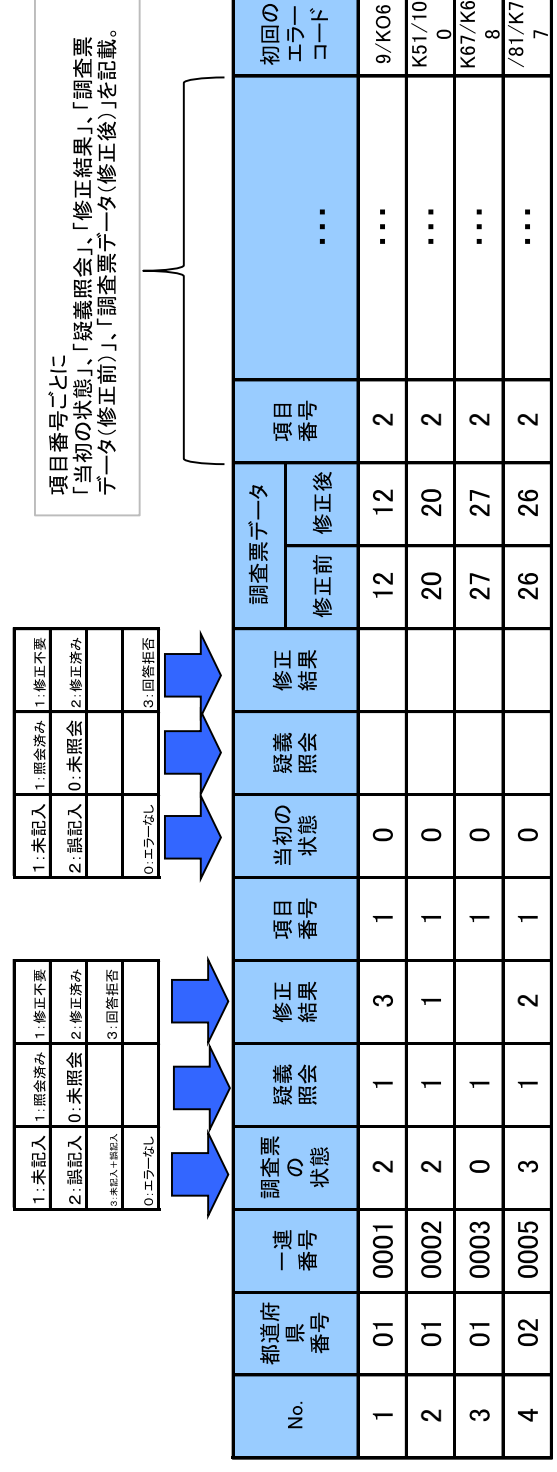 項目番号ごとに
「当初の状態」、「疑義照会」、「修正結果」、「調査票
データ(修正前)」、「調査票データ(修正後)」を記載。
1:未記入 1:照会済み 1:修正不要
2:誤記入 0:未照会 2:修正済み
3:未記入+誤記入 3:回答拒否
0:エラーなし
1:未記入 1:照会済み 1:修正不要
2:誤記入 0:未照会 2:修正済み
0:エラーなし 3:回答拒否
No. 都道府県番号 一連番号 調査票の状態 疑義照会 修正結果 項目番号 当初の状態 疑義照会 修正結果 調査票データ 修正前 修正後 項目番号 … 初回のエラーコード
1 01 0001 2 1 3 1 0 12 12 2 … 9/KO6
2 01 0002 2 1 1 1 0 20 20 2 … K51/100
3 01 0003 0 1 1 0 27 27 2 … K67/K68
4 02 0005 3 1 2 1 0 26 26 2 … /81/K77